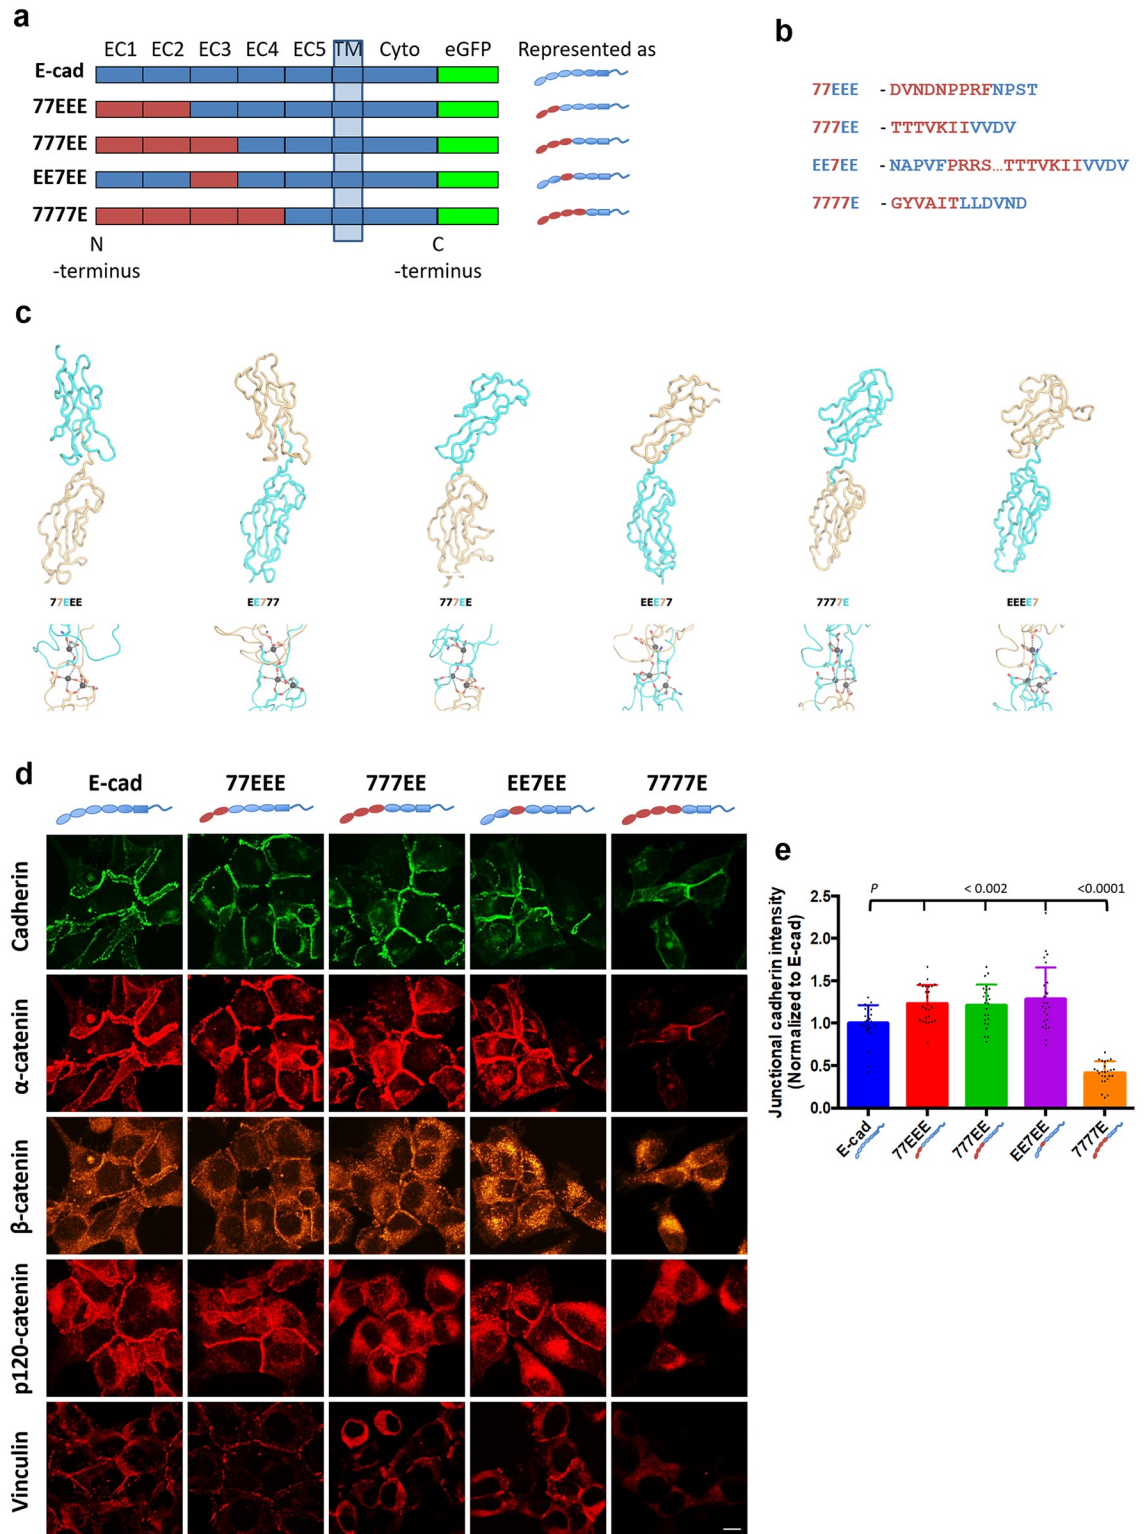 a
EC1 EC2 EC3 EC4 EC5 TM Cyto eGFP Represented as
E-cad
77EEE
777EE
EE7EE
7777E
N
-terminus
C
-terminus
b
77EEE - DVNDNPPRFNPST
777EE - TTTVKIIVVDV
EE7EE - NAPVFPRRS…TTTVKIIVVDV
7777E - GYVAITLLDVND
c
77EEE EE777 777EE EEE77 7777E EEEE7
d
E-cad 77EEE 777EE EE7EE 7777E
Cadherin
α-catenin
β-catenin
p120-catenin
Vinculin
e
P < 0.002 <0.0001
Junctional cadherin intensity
(Normalized to E-cad)
2.5
2.0
1.5
1.0
0.5
0.0
E-cad 77EEE 777EE EE7EE 7777E